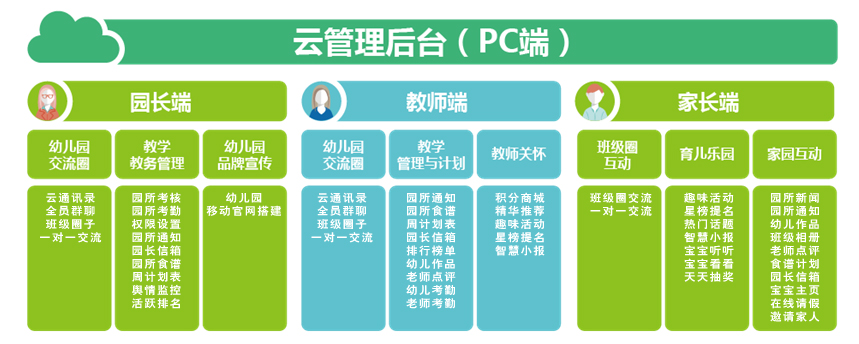 云管理后台（PC端）
园长端
幼儿园
交流圈
教学
教务管理
幼儿园
品牌宣传
云通讯录
全员群聊
班级圈子
一对一交流
园所考核
园所考勤
权限设置
园所通知
园长信箱
园所食谱
周计划表
舆情监控
活跃排名
幼儿园
移动官网搭建
教师端
幼儿园
交流圈
教学
管理与计划
教师关怀
云通讯录
全员群聊
班级圈子
一对一交流
园所通知
园所食谱
周计划表
园长信箱
排行榜单
幼儿作品
老师点评
幼儿考勤
老师考勤
积分商城
精华推荐
趣味活动
星榜提名
智慧小报
家长端
班级圈
互动
育儿乐园
家园互动
班级圈交流
一对一交流
趣味活动
星榜提名
热门话题
智慧小报
宝宝听听
宝宝看看
天天抽奖
园所新闻
园所通知
幼儿作品
班级相册
老师点评
食谱计划
园长信箱
宝宝主页
在线请假
邀请家人